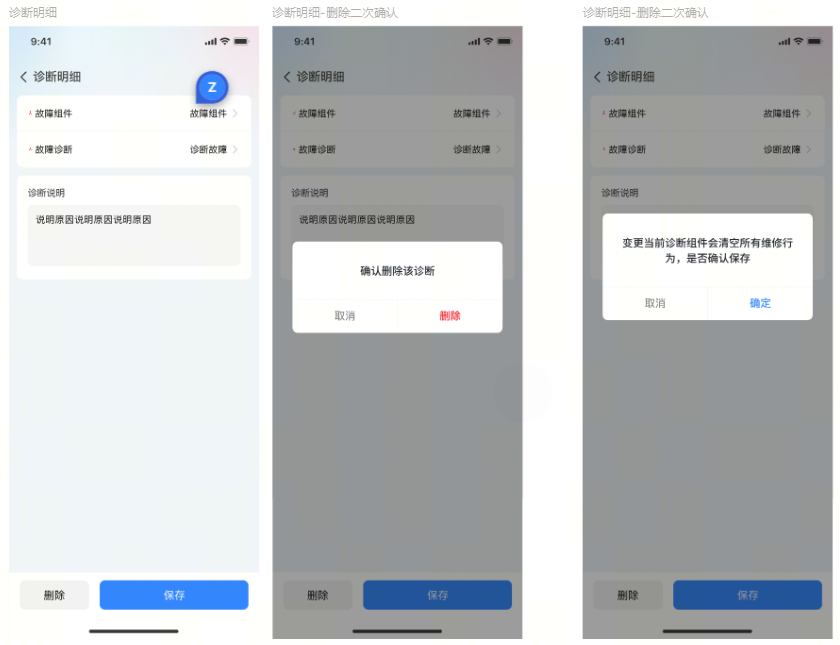 诊断明细
9:41
诊断明细
Z
* 故障组件
故障组件
* 故障诊断
诊断故障
诊断说明
说明原因说明原因说明原因
删除
保存
诊断明细-删除二次确认
9:41
诊断明细
* 故障组件
故障组件
* 故障诊断
诊断故障
诊断说明
说明原因说明原因说明原因
确认删除该诊断
取消
删除
删除
保存
诊断明细-删除二次确认
9:41
诊断明细
* 故障组件
故障组件
* 故障诊断
诊断故障
诊断说明
变更当前诊断组件会清空所有维修行
为，是否确认保存
取消
确定
删除
保存